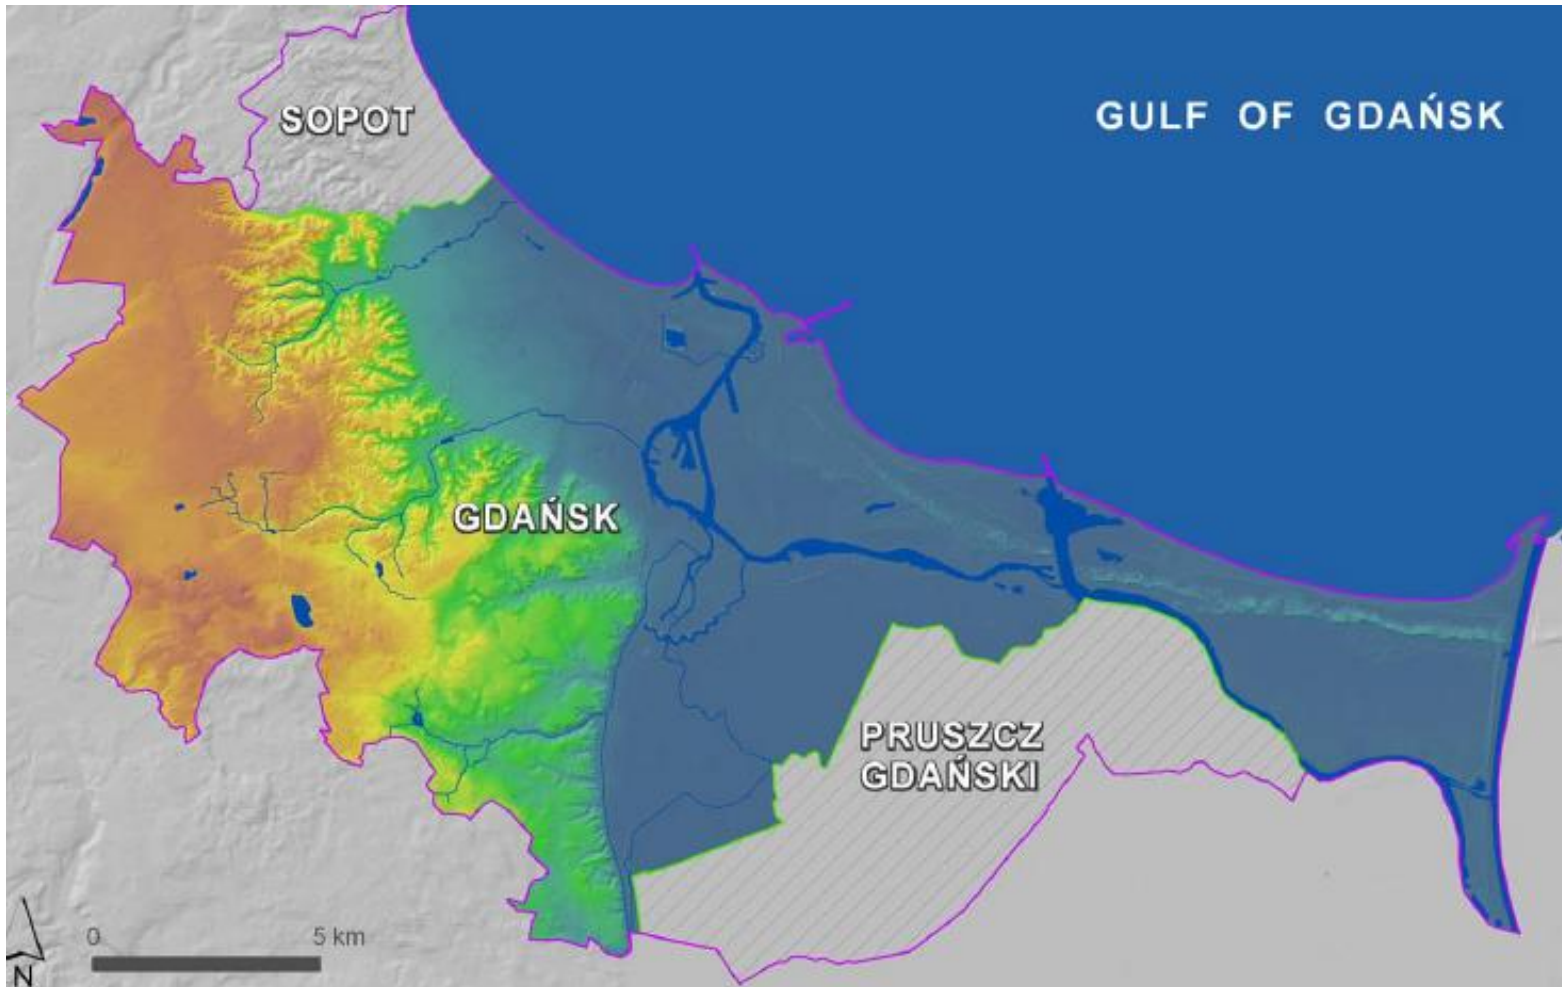 SOPOT
GULF OF GDAŃSK
GDAŃSK
PRUSZCZ
GDAŃSKI
0 5 km
N